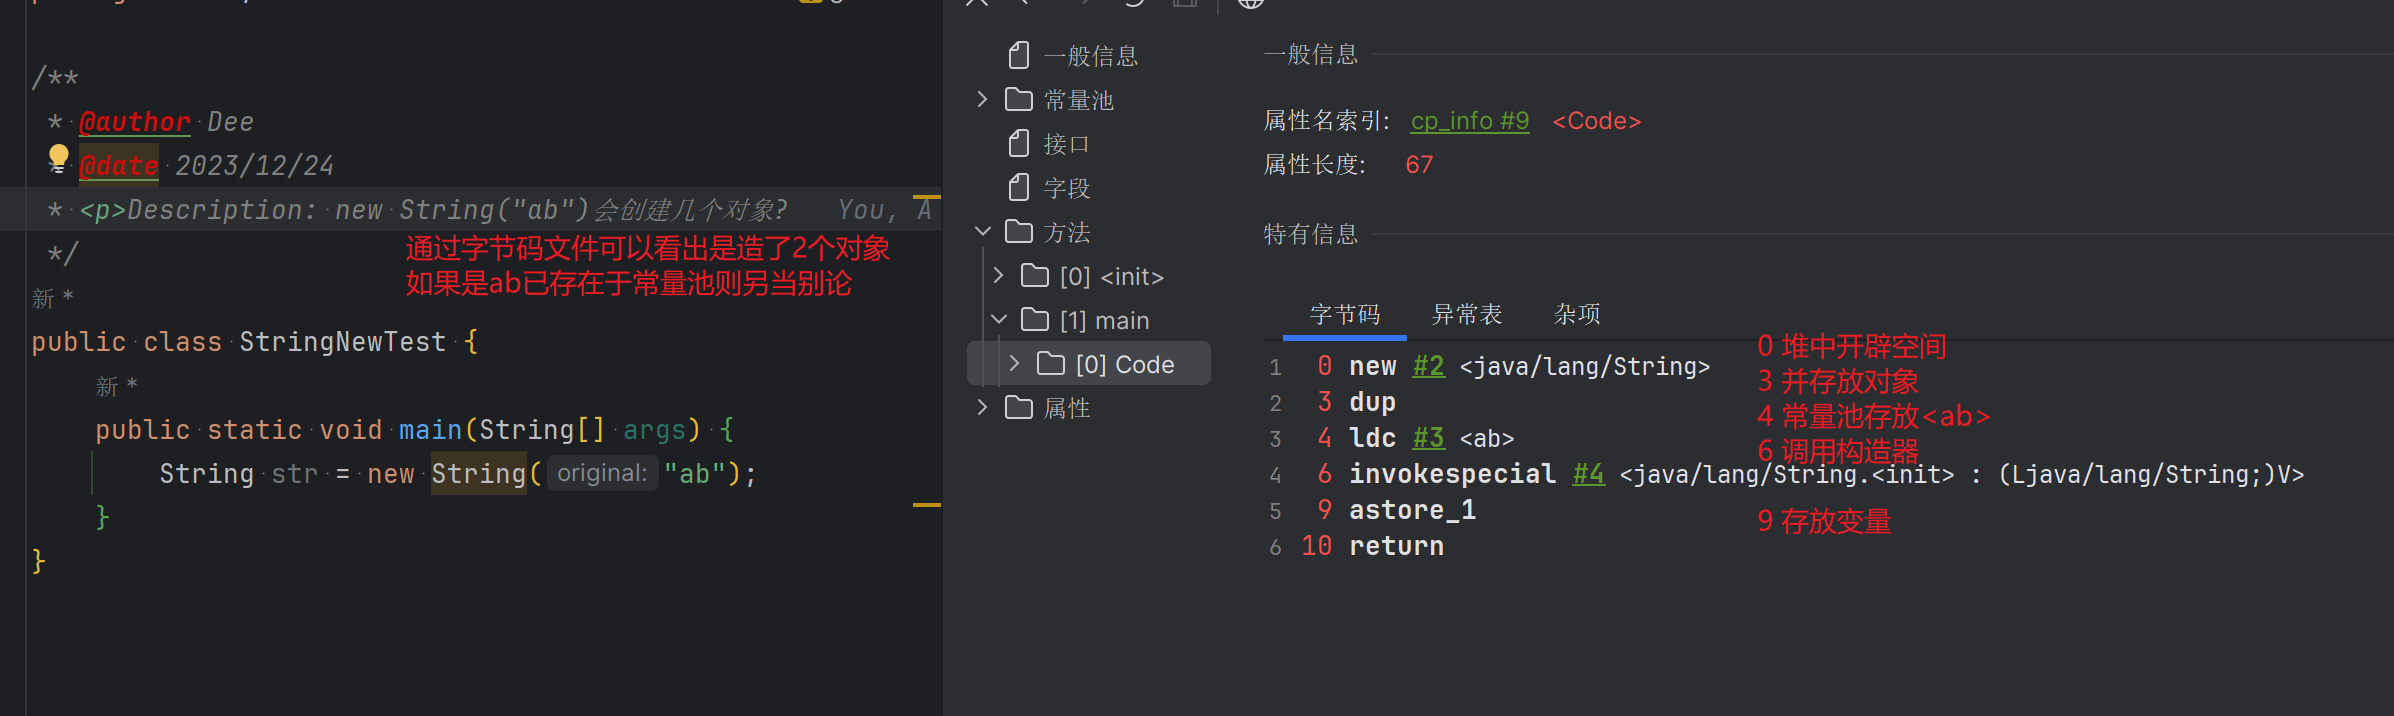 /**
* @author Dee
* @date 2023/12/24
* <p>Description: new String("ab")会创建几个对象? You, A
*/
通过字节码文件可以看出是造了2个对象
如果是ab已存在于常量池则另当别论
新 *
public class StringNewTest {
新 *
public static void main(String[] args) {
String str = new String( original: "ab");
}
}
一般信息
常量池
接口
字段
方法
[0] <init>
[1] main
[0] Code
属性
一般信息
属性名索引: cp_info #9 <Code>
属性长度: 67
特有信息
字节码 异常表 杂项
1 0 new #2 <java/lang/String>
2 3 dup
3 4 ldc #3 <ab>
4 6 invokespecial #4 <java/lang/String.<init> : (Ljava/lang/String;)V>
5 9 astore_1
6 10 return
0 堆中开辟空间
3 并存放对象
4 常量池存放<ab>
6 调用构造器
9 存放变量